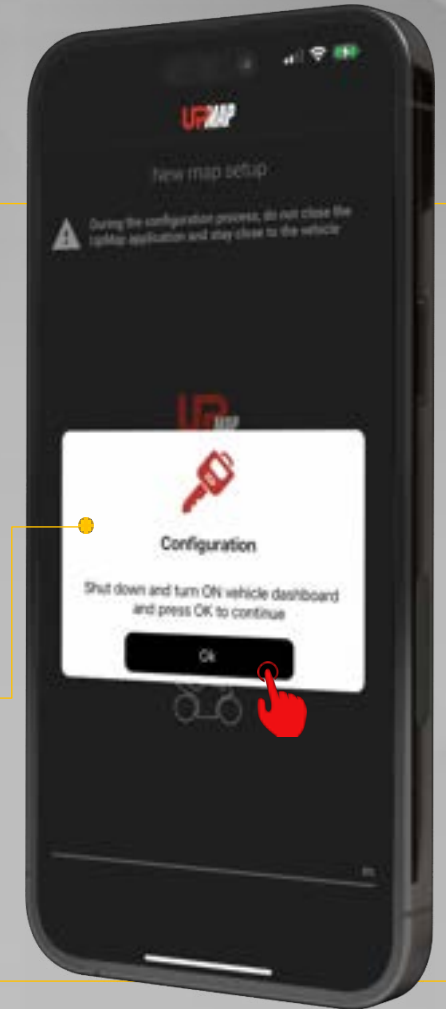 UPMAP
New map setup
During the configuration process, do not close the
UpMap application and stay close to the vehicle
UPMAP
Configuration
Shut down and turn ON vehicle dashboard
and press OK to continue
Ok